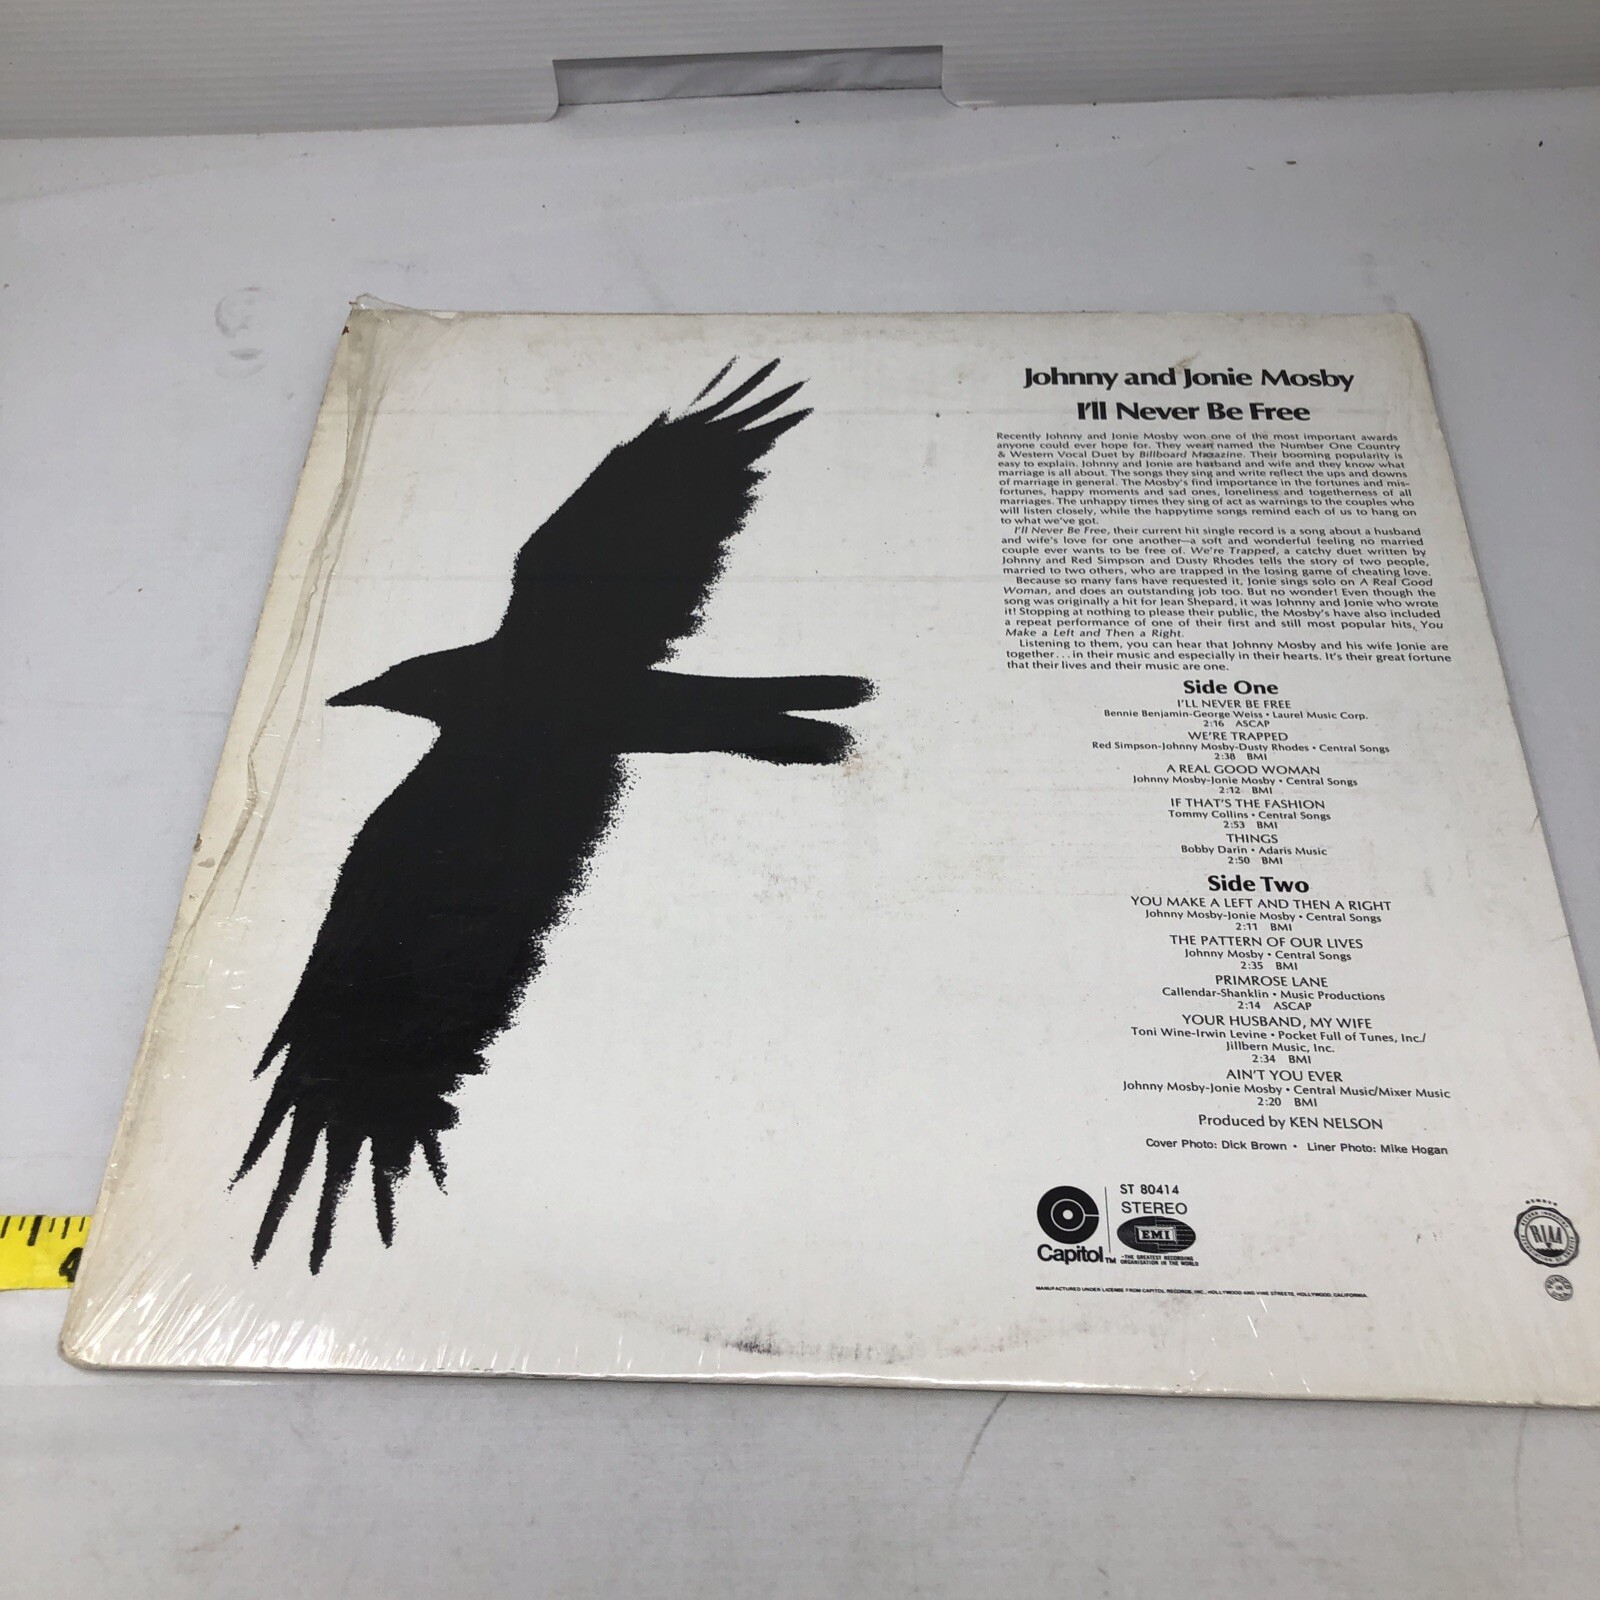 Johnny and Jonie Mosby
I'll Never Be Free
Recently Johnny and Jonie Mosby won one of the most important awards
anyone could ever hope for. They were named the Number One Country
& Western Vocal Duet by Billboard Magazine. Their booming popularity is
easy to explain. Johnny and Jonie are husband and wife and they know what
marriage is all about. The songs they sing and write reflect the ups and downs
of marriage in general. The Mosby's find importance in the fortunes and mis-
fortunes, happy moments and sad ones, loneliness and togetherness of all
marriages. The unhappy times they sing of act as warnings to the couples who
will listen closely, while the happytime songs remind each of us to hang on
to what we've got.
I'll Never Be Free, their current hit single record is a song about a husband
and wife's love for one another—a soft and wonderful feeling no married
couple ever wants to be free of. We're Trapped, a catchy duet written by
Johnny and Red Simpson and Dusty Rhodes tells the story of two people,
married to two others, who are trapped in the losing game of cheating love.
Because so many fans have requested it, Jonie sings solo on A Real Good
Woman, and does an outstanding job too. But no wonder! Even though the
song was originally a hit for Jean Shepard, it was Johnny and Jonie who wrote
it! Stopping at nothing to please their public, the Mosby's have also included
a repeat performance of one of their first and still most popular hits, You
Make a Left and Then a Right.
Listening to them, you can hear that Johnny Mosby and his wife Jonie are
together...in their music and especially in their hearts. It's their great fortune
that their lives and their music are one.
Side One
I'LL NEVER BE FREE
Bennie Benjamin-George Weiss • Laurel Music Corp.
2:16 ASCAP
WE'RE TRAPPED
Red Simpson-Johnny Mosby-Dusty Rhodes • Central Songs
2:38 BMI
A REAL GOOD WOMAN
Johnny Mosby-Jonie Mosby • Central Songs
2:12 BMI
IF THAT'S THE FASHION
Tommy Collins • Central Songs
2:53 BMI
THINGS
Bobby Darin • Adaris Music
2:50 BMI
Side Two
YOU MAKE A LEFT AND THEN A RIGHT
Johnny Mosby-Jonie Mosby • Central Songs
2:11 BMI
THE PATTERN OF OUR LIVES
Johnny Mosby • Central Songs
2:35 BMI
PRIMROSE LANE
Callendar-Shanklin • Music Productions
2:14 ASCAP
YOUR HUSBAND, MY WIFE
Toni Wine-Irwin Levine • Pocket Full of Tunes, Inc./
Jillbern Music, Inc.
2:34 BMI
AIN'T YOU EVER
Johnny Mosby-Jonie Mosby • Central Music/Mixer Music
2:20 BMI
Produced by KEN NELSON
Cover Photo: Dick Brown • Liner Photo: Mike Hogan
ST 80414
STEREO
EMI
Capitol™
THE GREATEST RECORDING
ORGANISATION IN THE WORLD
MANUFACTURED UNDER LICENSE FROM CAPITOL RECORDS, INC., HOLLYWOOD AND VINE STREETS, HOLLYWOOD, CALIFORNIA.
MEMBER
RIAA
4